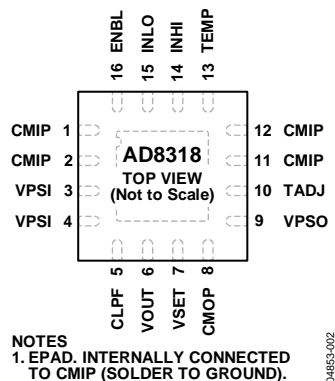 16 ENBL
15 INLO
14 INHI
13 TEMP
CMIP 1
CMIP 2
VPSI 3
VPSI 4
AD8318
TOP VIEW
(Not to Scale)
12 CMIP
11 CMIP
10 TADJ
9 VPSO
CLPF 5
VOUT 6
VSET 7
CMOP 8
NOTES
1. EPAD. INTERNALLY CONNECTED
TO CMIP (SOLDER TO GROUND).
04853-002